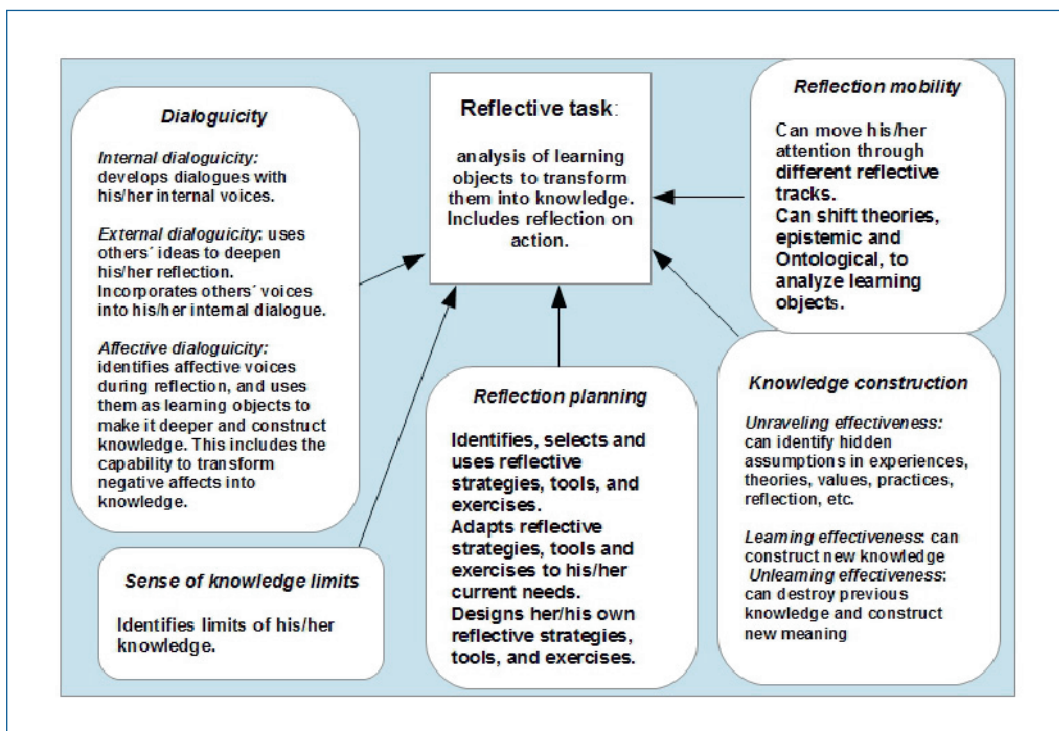 Dialoguicity
Internal dialoguicity:
develops dialogues with
his/her internal voices.
External dialoguicity: uses
others´ ideas to deepen
his/her reflection.
Incorporates others´ voices
into his/her internal dialogue.
Affective dialoguicity:
identifies affective voices
during reflection, and uses
them as learning objects to
make it deeper and construct
knowledge. This includes the
capability to transform
negative affects into
knowledge.
Sense of knowledge limits
Identifies limits of his/her
knowledge.
Reflective task:
analysis of learning
objects to transform
them into knowledge.
Includes reflection on
action.
Reflection planning
Identifies, selects and
uses reflective
strategies, tools, and
exercises.
Adapts reflective
strategies, tools and
exercises to his/her
current needs.
Designs her/his own
reflective strategies,
tools, and exercises.
Reflection mobility
Can move his/her
attention through
different reflective
tracks.
Can shift theories,
epistemic and
Ontological, to
analyze learning
objects.
Knowledge construction
Unraveling effectiveness:
can identify hidden
assumptions in experiences,
theories, values, practices,
reflection, etc.
Learning effectiveness: can
construct new knowledge
Unlearning effectiveness:
can destroy previous
knowledge and construct
new meaning